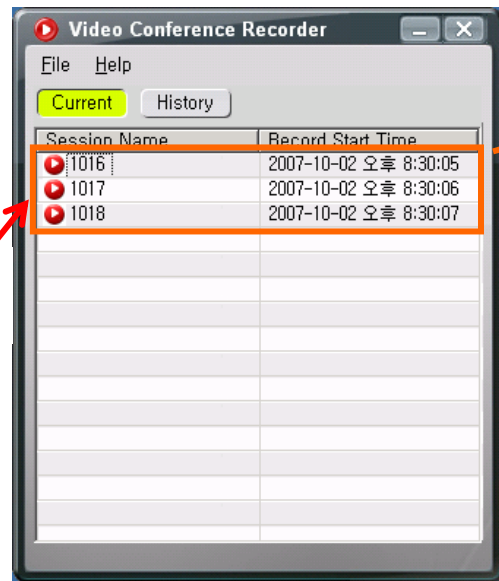 Video Conference Recorder
File Help
Current History
Session Name Record Start Time
1016 2007-10-02 오후 8:30:05
1017 2007-10-02 오후 8:30:06
1018 2007-10-02 오후 8:30:07